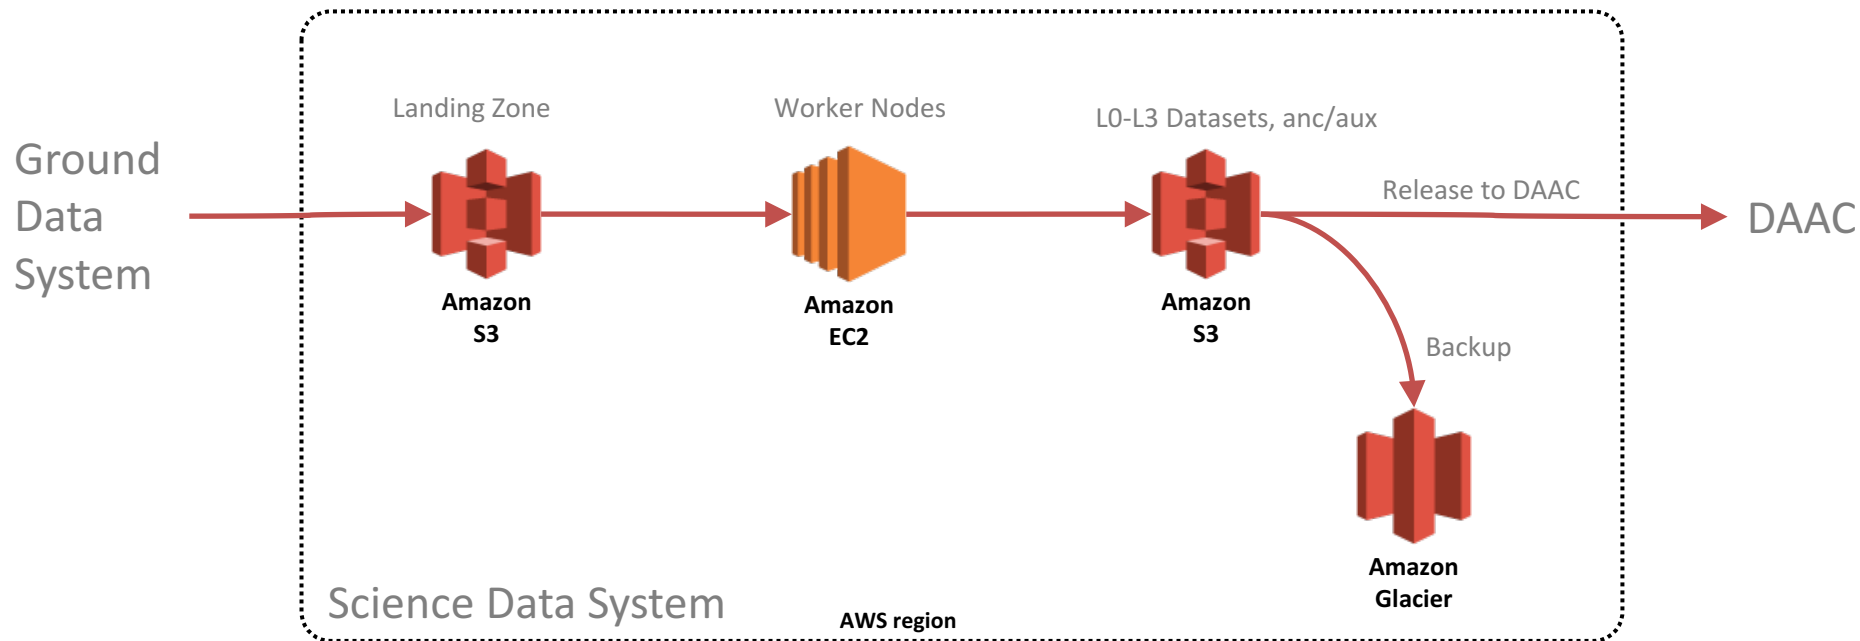 Landing Zone
Worker Nodes
L0-L3 Datasets, anc/aux
Ground
Data
System
Release to DAAC
DAAC
Amazon
S3
Amazon
EC2
Amazon
S3
Backup
Amazon
Glacier
Science Data System
AWS region